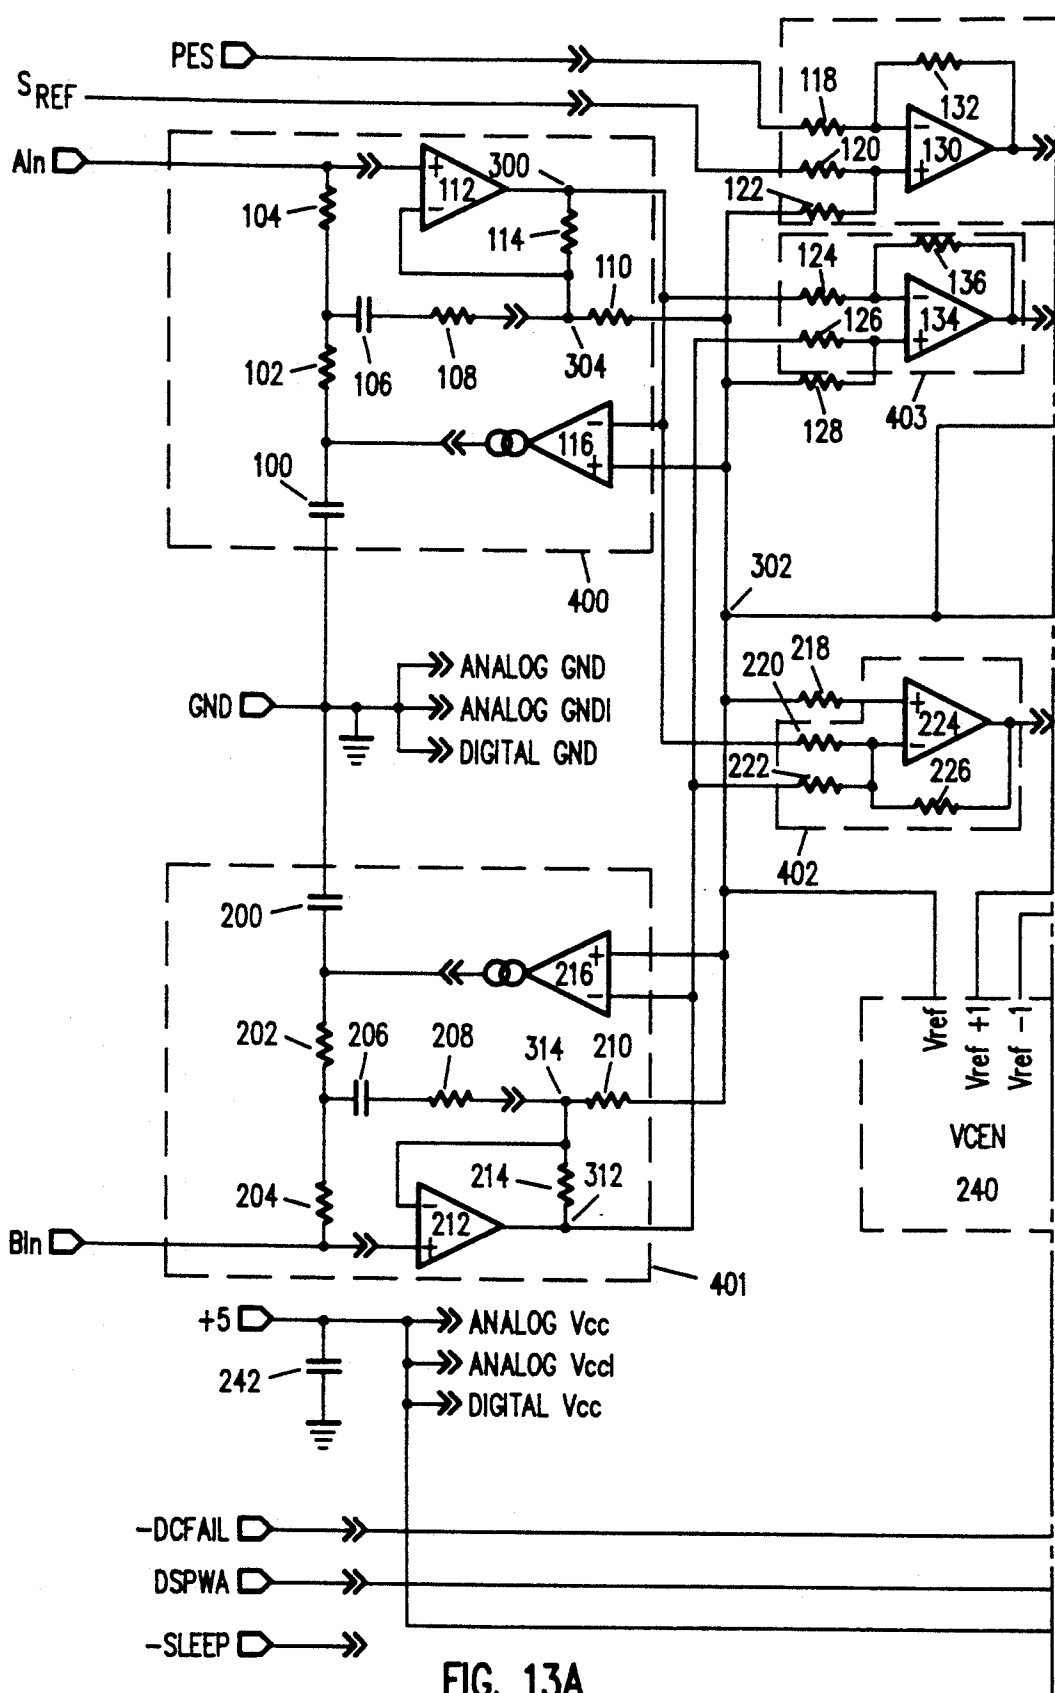 PES
SREF
AIn
118
132
120
130
122
300
112
104
114
110
124
136
126
134
102
106
108
304
128
403
116
100
400
302
ANALOG GND
GND
ANALOG GNDI
DIGITAL GND
220
218
224
222
226
402
200
216
202
206
208
314
210
Vref
Vref +1
Vref -1
VCEN
240
204
214
312
212
BIn
401
+5
ANALOG Vcc
242
ANALOG VccI
DIGITAL Vcc
-DCFAIL
DSPWA
-SLEEP
FIG. 13A